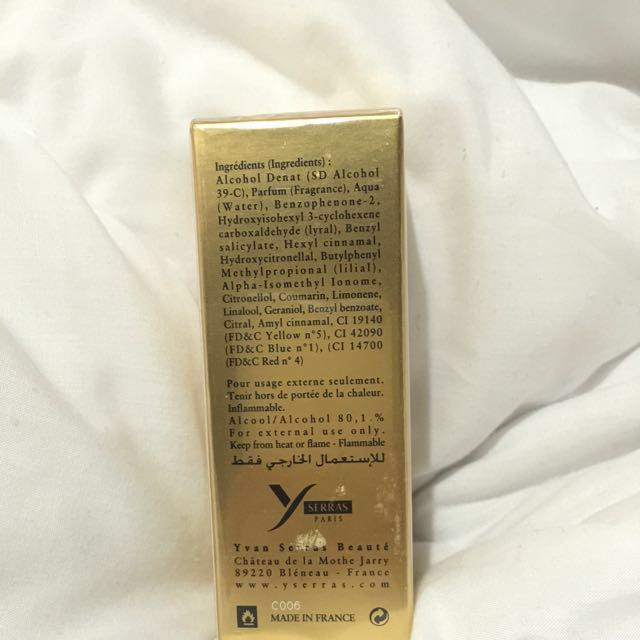 Ingrédients (Ingredients) :
Alcohol Denat (SD Alcohol
39-C), Parfum (Fragrance), Aqua
(Water), Benzophenone-2,
Hydroxyisohexyl 3-cyclohexene
carboxaldehyde (lyral), Benzyl
salicylate, Hexyl cinnamal,
Hydroxycitronellal, Butylphenyl
Methylpropional (lilial),
Alpha-Isomethyl Ionome,
Citronellol, Coumarin, Limonene,
Linalool, Geraniol, Benzyl benzoate,
Citral, Amyl cinnamal, CI 19140
(FD&C Yellow n°5), CI 42090
(FD&C Blue n°1), (CI 14700
(FD&C Red n° 4)
Pour usage externe seulement.
Tenir hors de portée de la chaleur.
Inflammable.
Alcool/Alcohol 80,1.%
For external use only.
Keep from heat or flame - Flammable
للإستعمال الخارجي فقط
Y SERRAS
PARIS
Yvan Serras Beauté
Château de la Mothe Jarry
89220 Bléneau - France
www.yserras.com
C006
MADE IN FRANCE